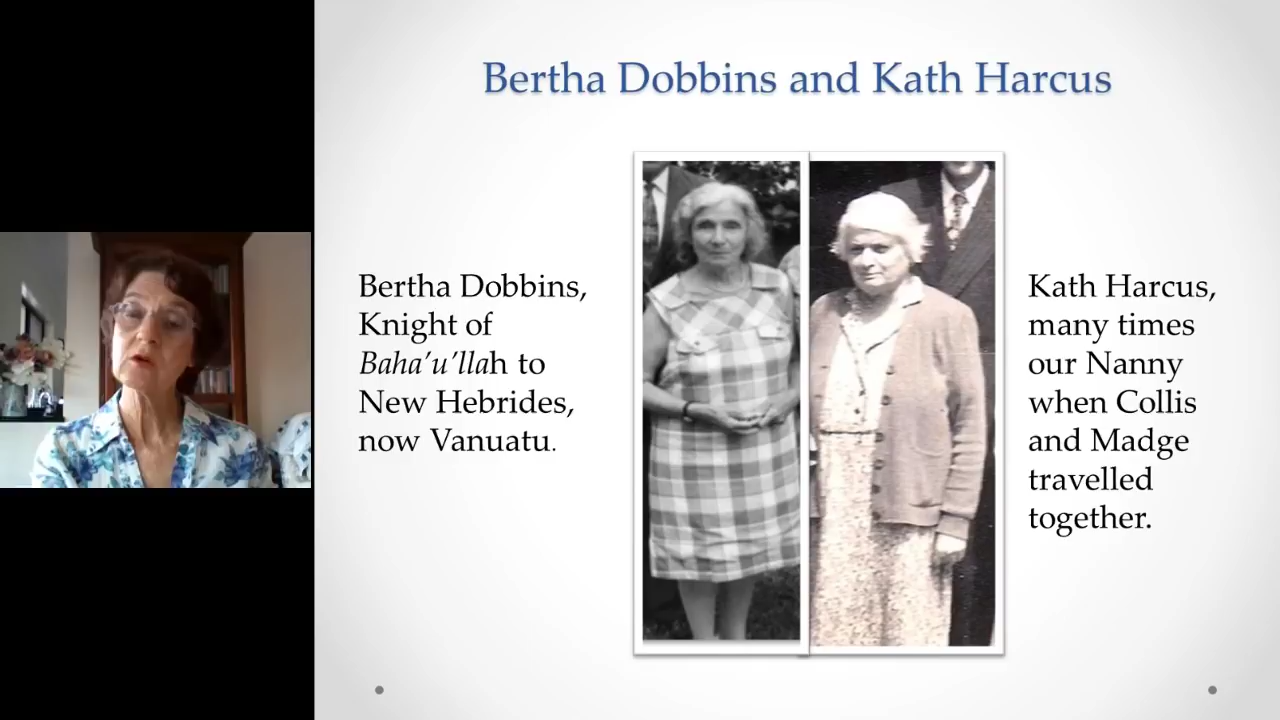 Bertha Dobbins and Kath Harcus
Bertha Dobbins,
Knight of
Baha’u’llah to
New Hebrides,
now Vanuatu.
Kath Harcus,
many times
our Nanny
when Collis
and Madge
travelled
together.